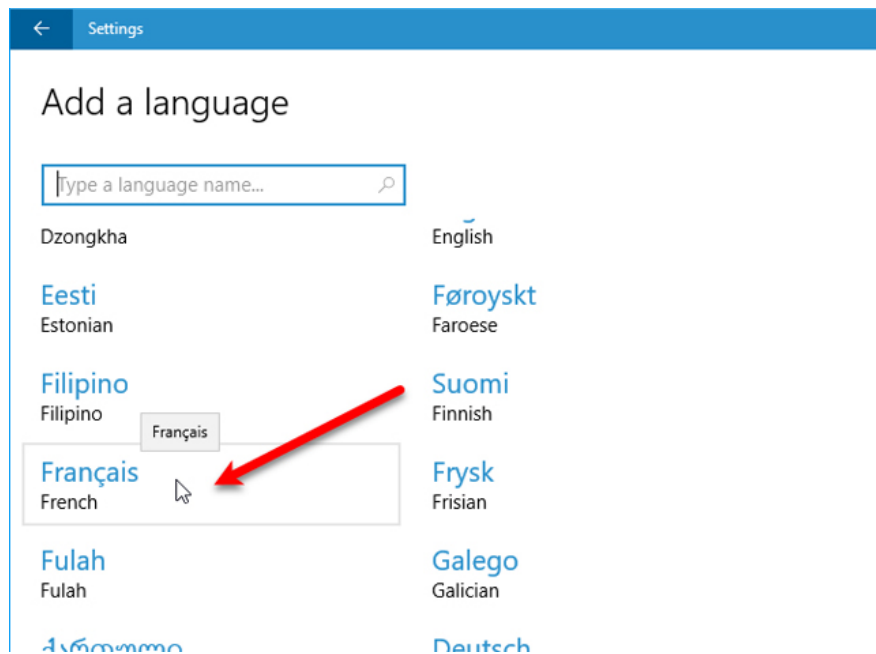 Settings
Add a language
Type a language name...
Dzongkha
English
Eesti
Estonian
Føroyskt
Faroese
Filipino
Filipino
Suomi
Finnish
Français
Français
French
Frysk
Frisian
Fulah
Fulah
Galego
Galician
ქართული
Deutsch